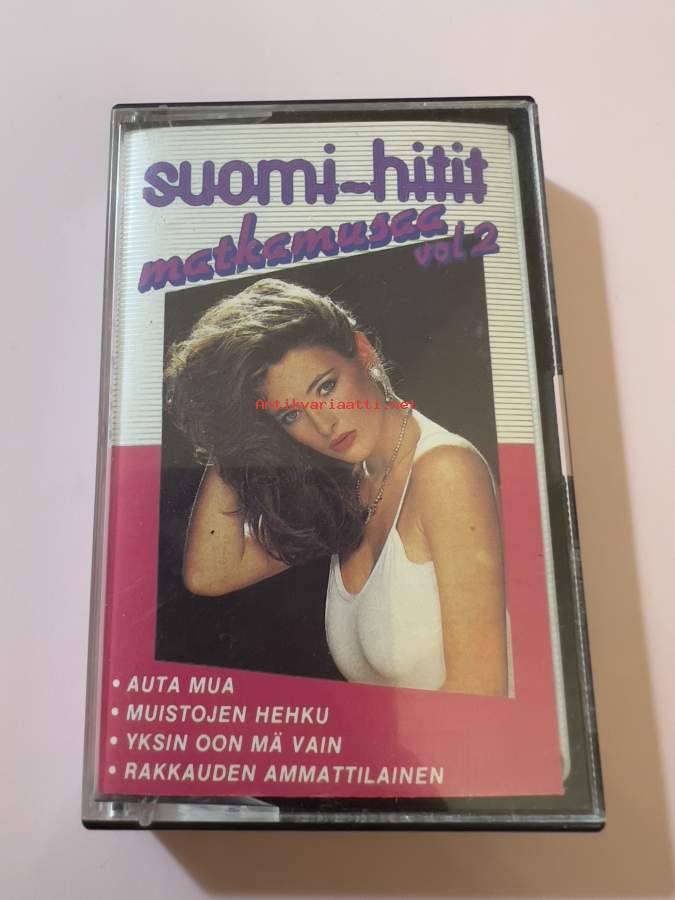 suomi-hitit
matkamusaa
vol 2
Antikvariaatti.net
• AUTA MUA
• MUISTOJEN HEHKU
• YKSIN OON MÄ VAIN
• RAKKAUDEN AMMATTILAINEN